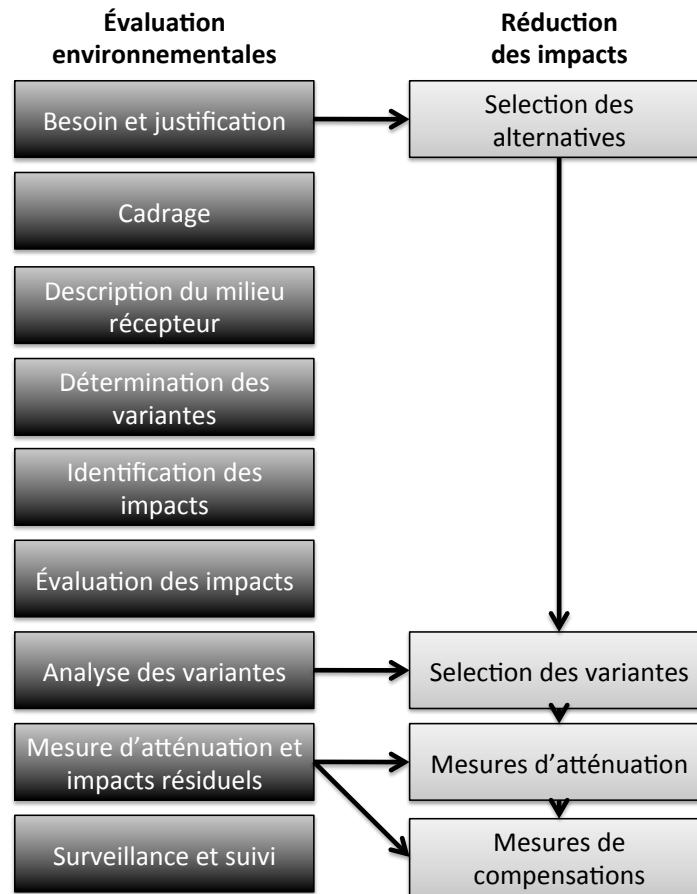 Évaluation
environnementales
Réduction
des impacts
Besoin et justification
Selection des
alternatives
Cadrage
Description du milieu
récepteur
Détermination des
variantes
Identification des
impacts
Évaluation des impacts
Analyse des variantes
Selection des variantes
Mesure d'atténuation et
impacts résiduels
Mesures d'atténuation
Surveillance et suivi
Mesures de
compensations